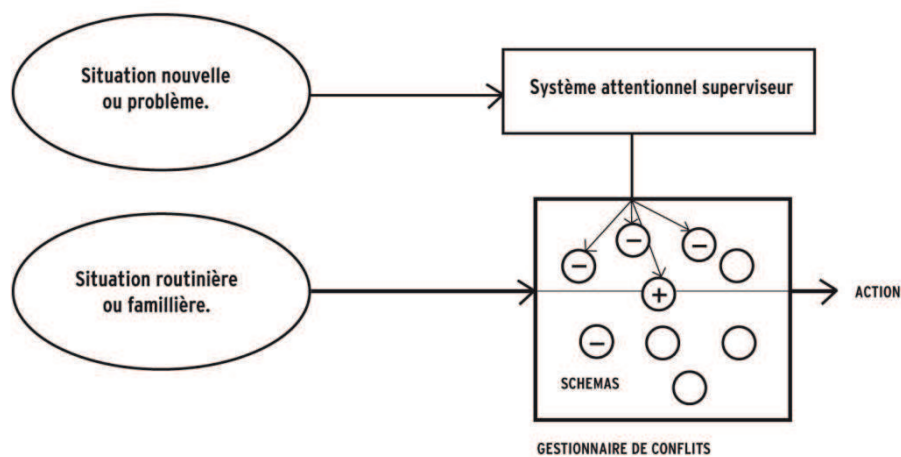 Situation nouvelle
ou problème.
Système attentionnel superviseur
Situation routinière
ou famillière.
−
−
−
+
−
ACTION
SCHEMAS
GESTIONNAIRE DE CONFLITS